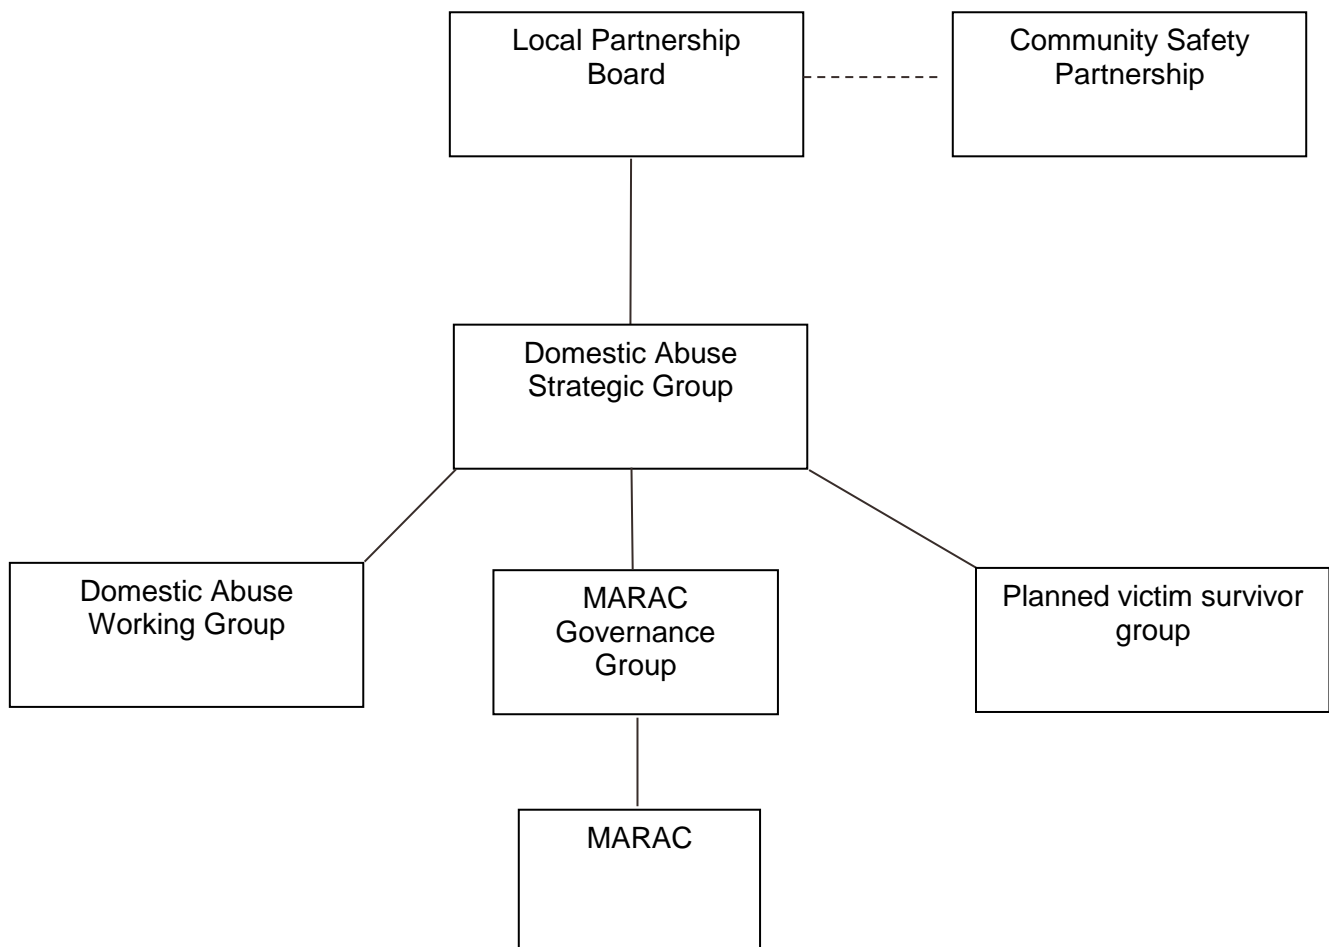 Local Partnership
Board
Community Safety
Partnership
Domestic Abuse
Strategic Group
Domestic Abuse
Working Group
MARAC
Governance
Group
Planned victim survivor
group
MARAC